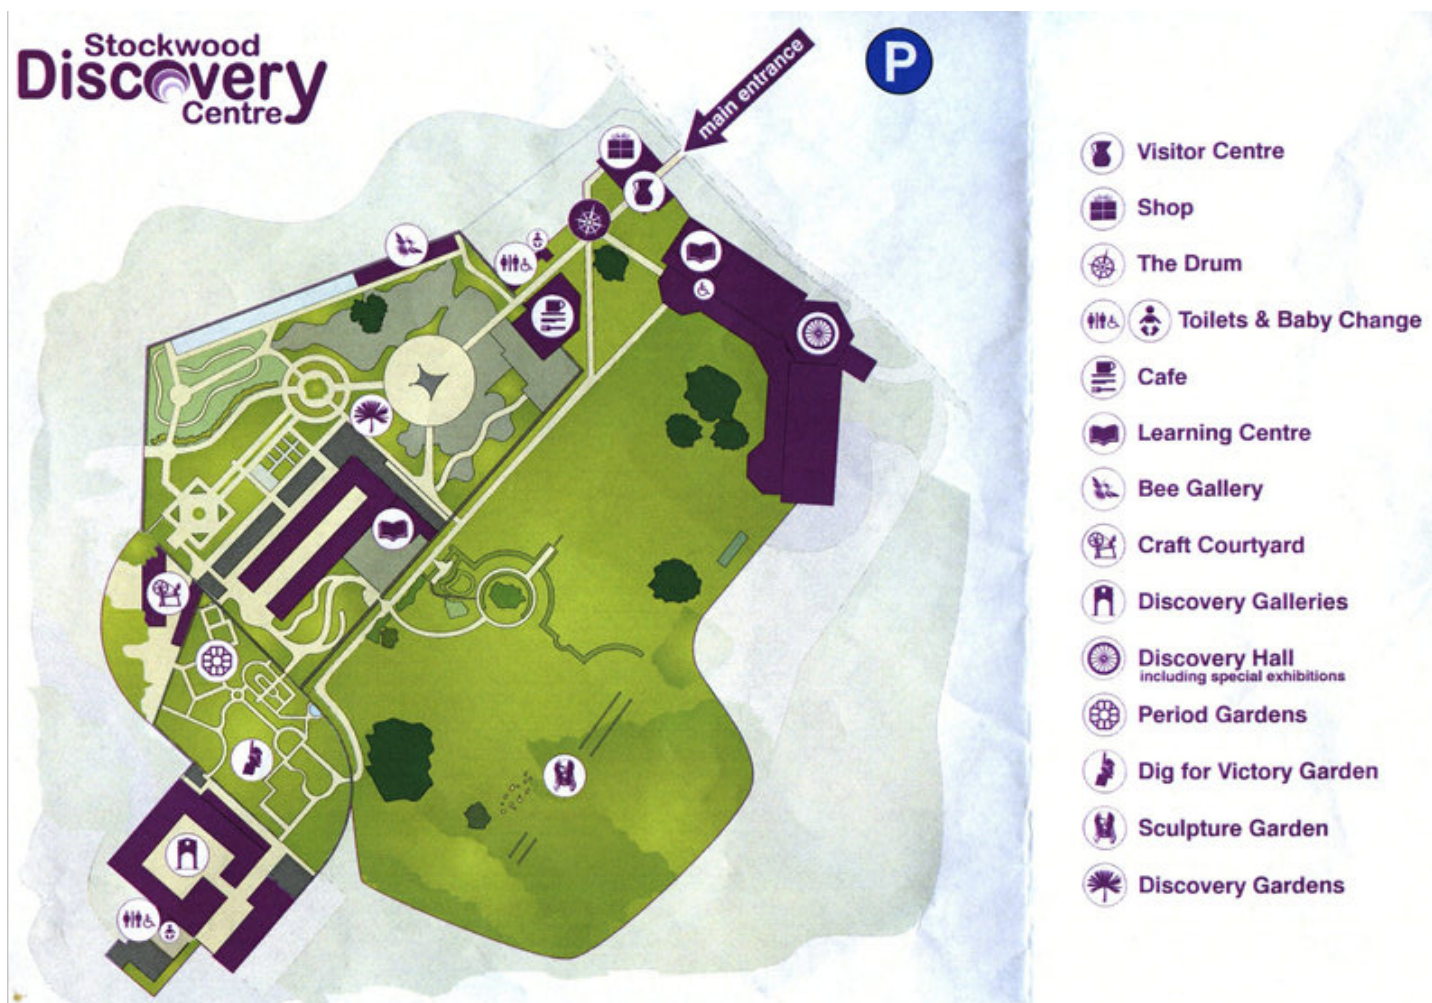 Stockwood
Discovery
Centre
main entrance
P
Visitor Centre
Shop
The Drum
Toilets & Baby Change
Cafe
Learning Centre
Bee Gallery
Craft Courtyard
Discovery Galleries
Discovery Hall
including special exhibitions
Period Gardens
Dig for Victory Garden
Sculpture Garden
Discovery Gardens